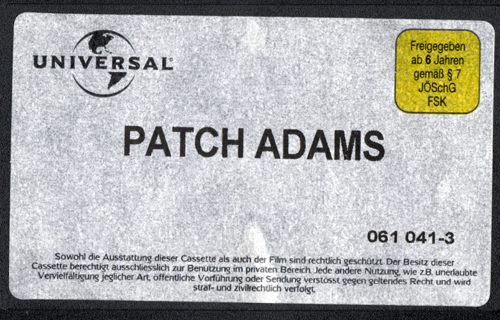 UNIVERSAL
Freigegeben
ab 6 Jahren
gemäß § 7
JÖSchG
FSK
PATCH ADAMS
061 041-3
Sowohl die Ausstattung dieser Cassette als auch der Film sind rechtlich geschützt. Der Besitz dieser
Cassette berechtigt ausschliesslich zur Benutzung im privaten Bereich. Jede andere Nutzung, wie z.B. unerlaubte
Vervielfältigung jeglicher Art, öffentliche Vorführung oder Sendung verstösst gegen geltendes Recht und wird
straf- und zivilrechtlich verfolgt.